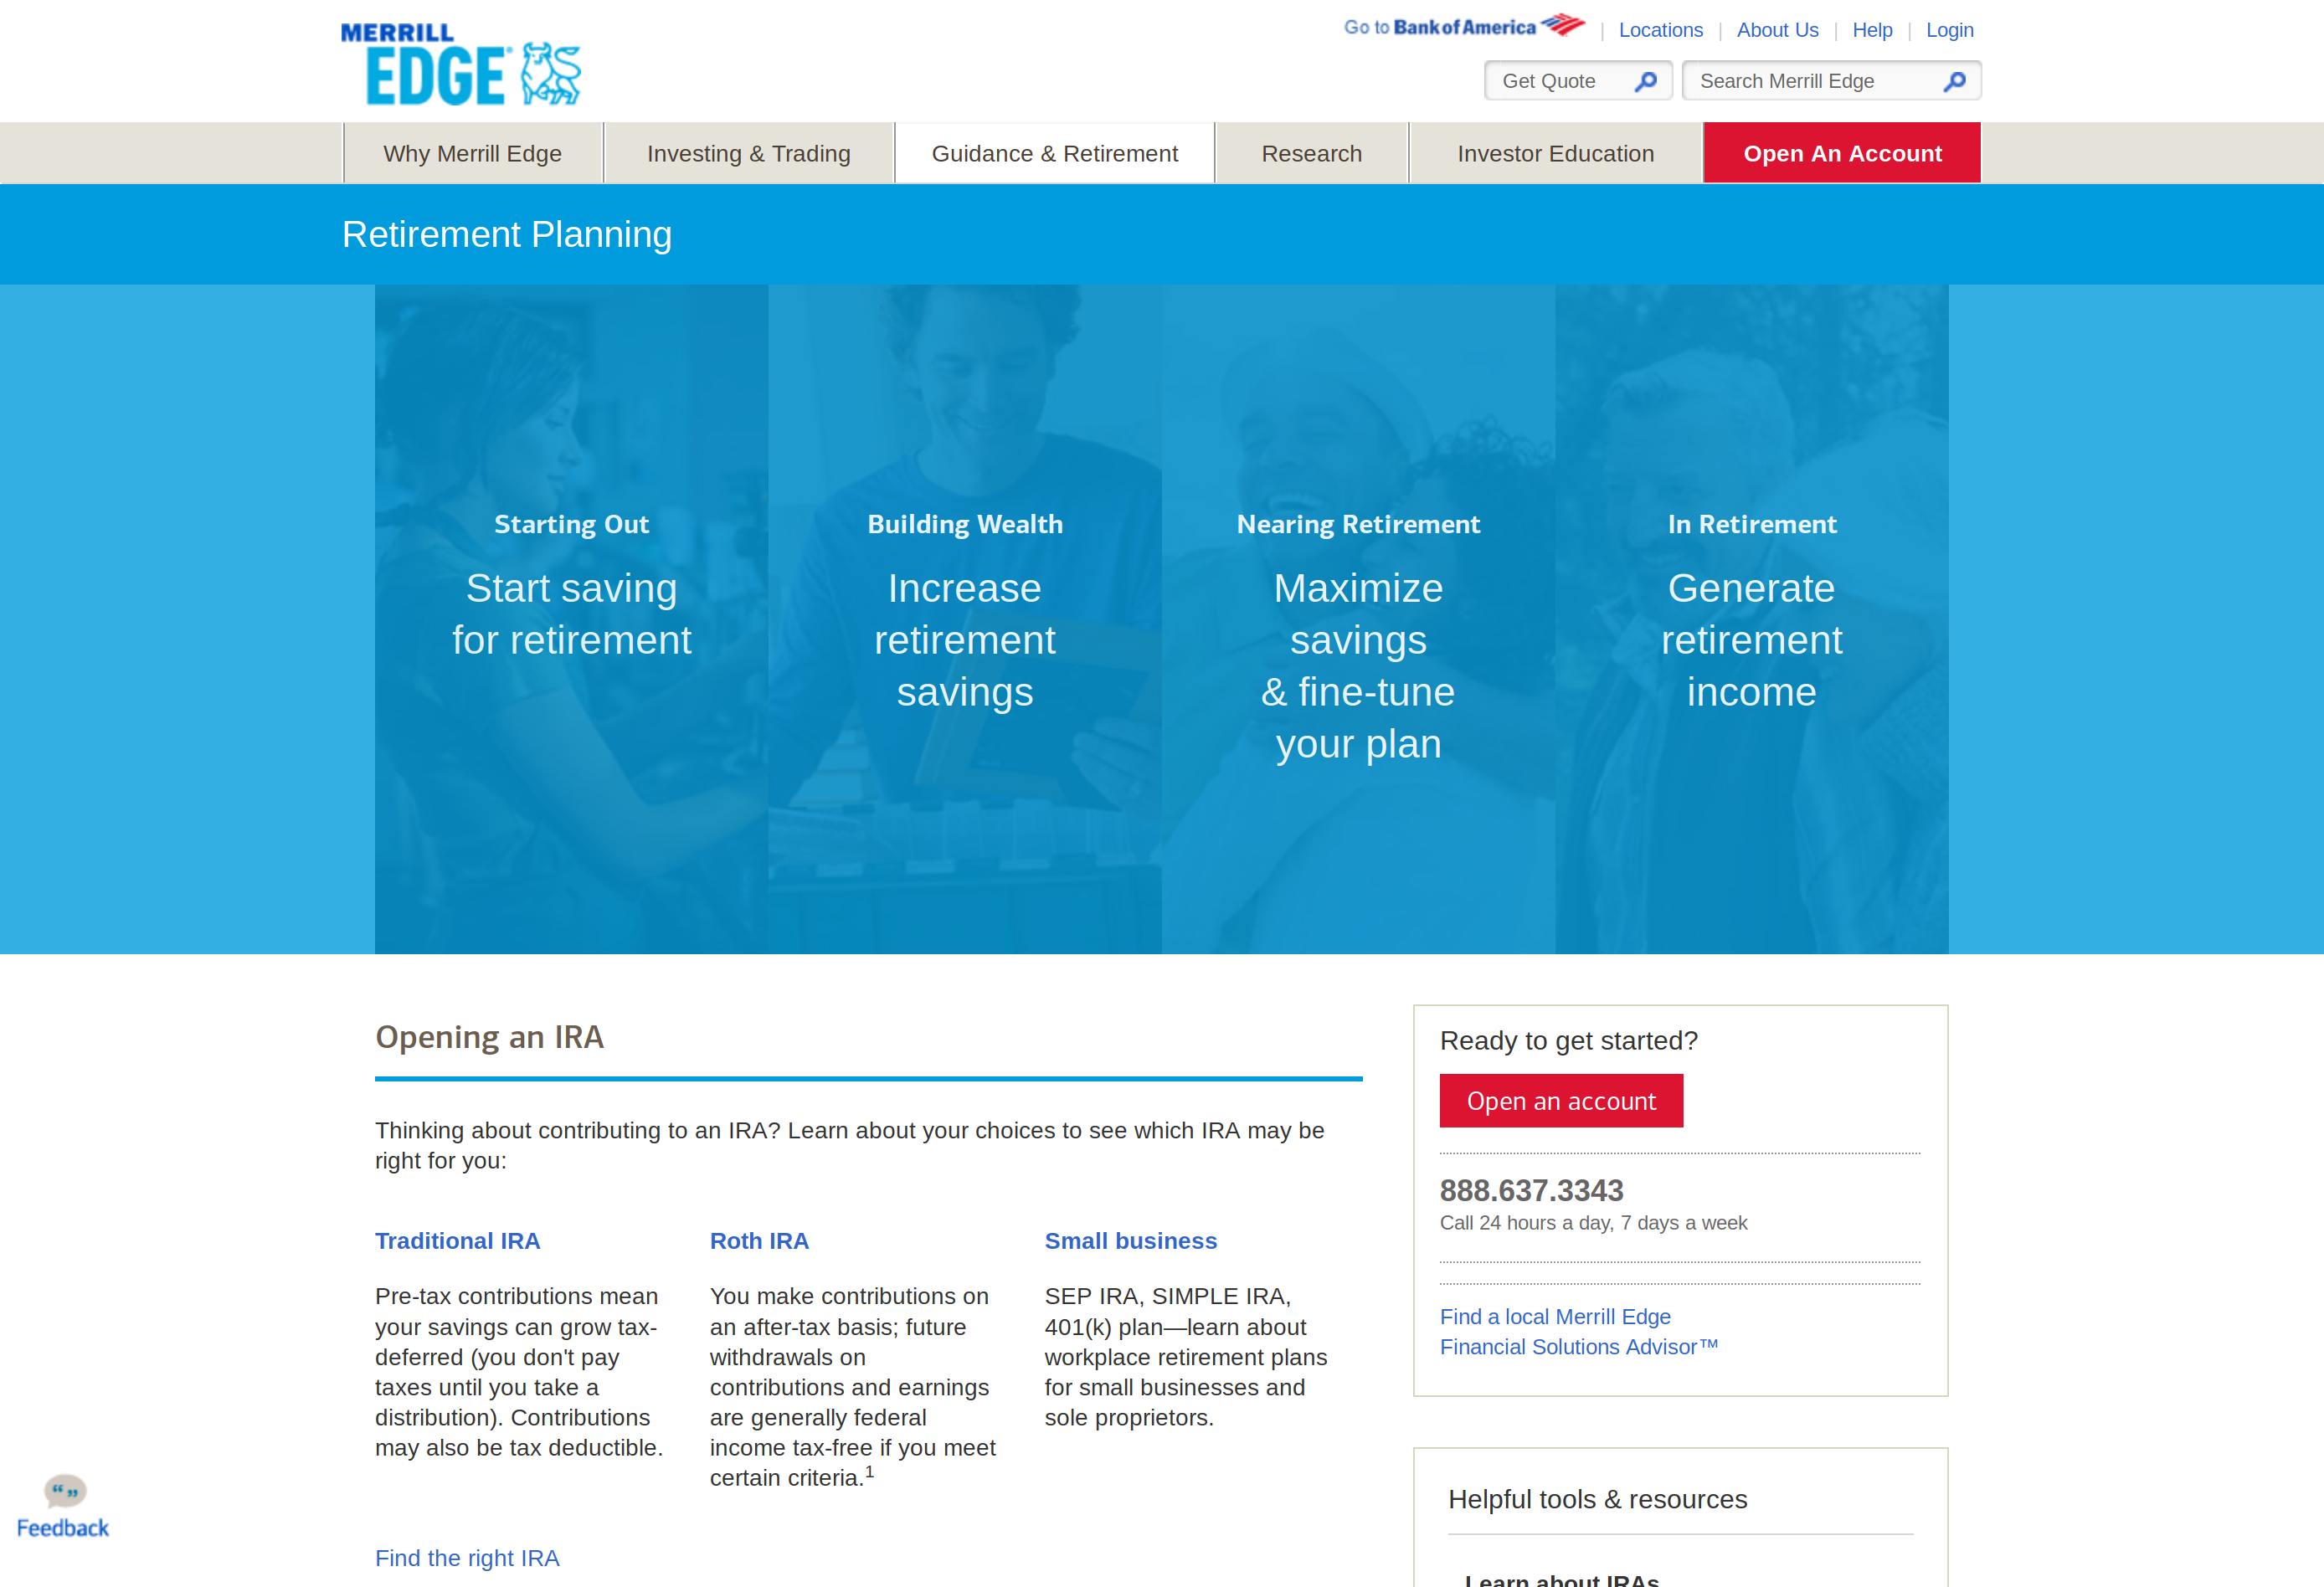 MERRILL
EDGE®
Go to Bank of America
Locations
About Us
Help
Login
Get Quote
Search Merrill Edge
Why Merrill Edge
Investing & Trading
Guidance & Retirement
Research
Investor Education
Open An Account
Retirement Planning
Starting Out
Start saving
for retirement
Building Wealth
Increase
retirement
savings
Nearing Retirement
Maximize
savings
& fine-tune
your plan
In Retirement
Generate
retirement
income
Opening an IRA
Thinking about contributing to an IRA? Learn about your choices to see which IRA may be
right for you:
Traditional IRA
Pre-tax contributions mean
your savings can grow tax-
deferred (you don't pay
taxes until you take a
distribution). Contributions
may also be tax deductible.
Roth IRA
You make contributions on
an after-tax basis; future
withdrawals on
contributions and earnings
are generally federal
income tax-free if you meet
certain criteria.1
Small business
SEP IRA, SIMPLE IRA,
401(k) plan—learn about
workplace retirement plans
for small businesses and
sole proprietors.
Find the right IRA
Ready to get started?
Open an account
888.637.3343
Call 24 hours a day, 7 days a week
Find a local Merrill Edge
Financial Solutions Advisor™
Helpful tools & resources
Learn about IRAs
Feedback